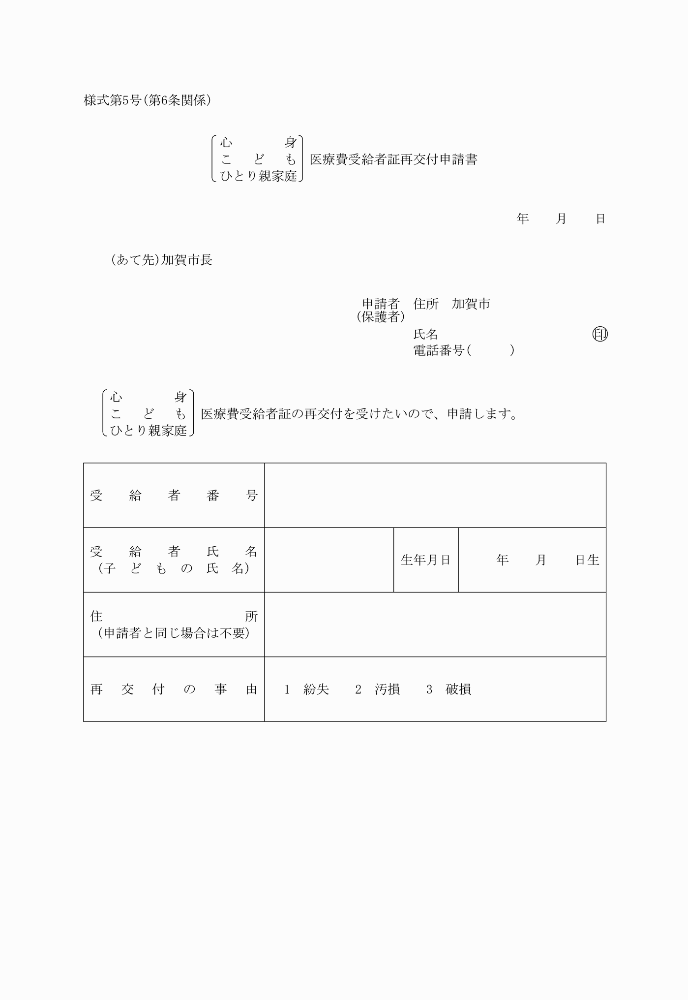 様式第5号(第6条関係)
心身
こども
ひとり親家庭
医療費受給者証再交付申請書
年　月　日
(あて先)加賀市長
申請者　住所　加賀市
(保護者)
氏名　㊞
電話番号(　　)
心身
こども
ひとり親家庭
医療費受給者証の再交付を受けたいので、申請します。
受給者番号
受給者氏名
(子どもの氏名)
生年月日
年　月　日生
住所
(申請者と同じ場合は不要)
再交付の事由
1　紛失　2　汚損　3　破損